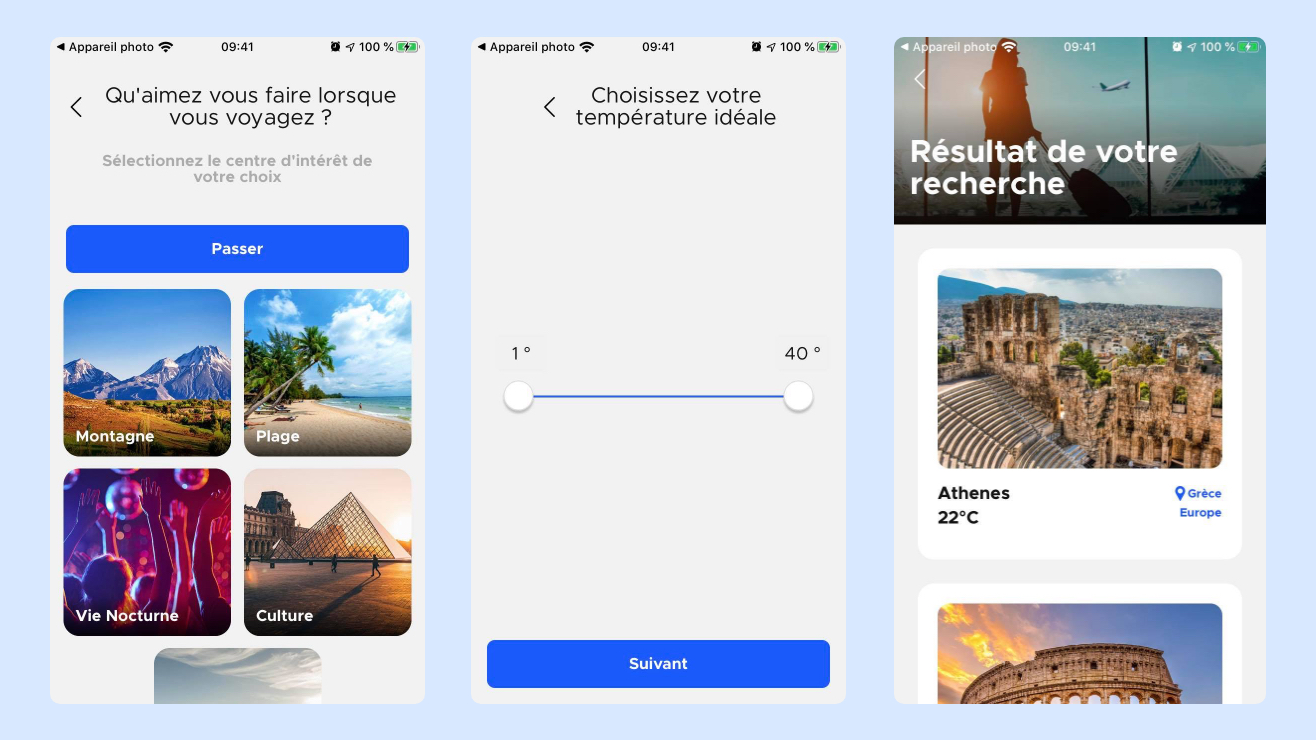 ◀ Appareil photo 09:41 100 %
Qu'aimez vous faire lorsque
vous voyagez ?
Sélectionnez le centre d'intérêt de
votre choix
Passer
Montagne
Plage
Vie Nocturne
Culture
◀ Appareil photo 09:41 100 %
Choisissez votre
température idéale
1 °
40 °
Suivant
◀ Appareil photo 09:41 100 %
Résultat de votre
recherche
Athenes
Grèce
22°C
Europe